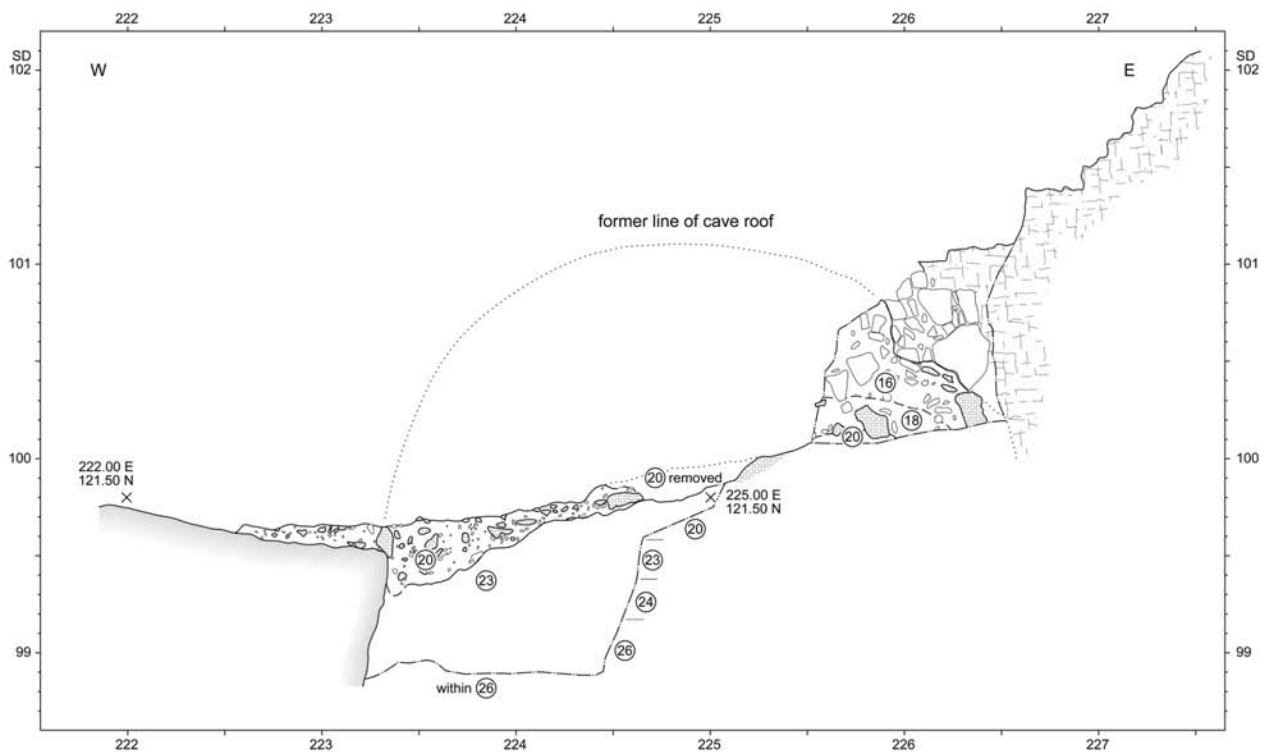 222 223 224 225 226 227
SD SD
102 102
W E
former line of cave roof
101 101
16
18
20
100 100
222.00 E
121.50 N
20 removed
225.00 E
121.50 N
20
20
23
23
24
99 99
26
within 26
222 223 224 225 226 227